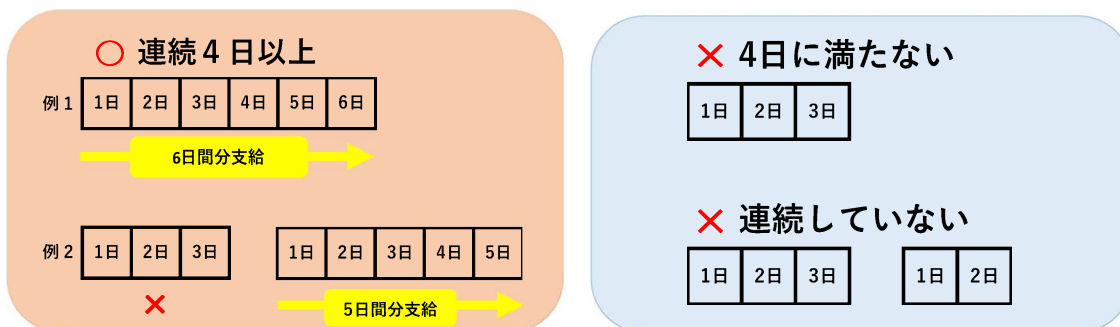 ○ 連続4日以上
例1 1日 2日 3日 4日 5日 6日
6日間分支給
例2 1日 2日 3日 1日 2日 3日 4日 5日
×
5日間分支給
× 4日に満たない
1日 2日 3日
× 連続していない
1日 2日 3日 1日 2日